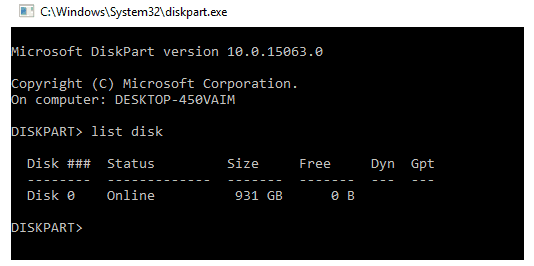 C:\Windows\System32\diskpart.exe
Microsoft DiskPart version 10.0.15063.0
Copyright (C) Microsoft Corporation.
On computer: DESKTOP-450VAIM
DISKPART> list disk
  Disk ###  Status         Size     Free     Dyn  Gpt
  --------  -------------  -------  -------  ---  ---
  Disk 0    Online          931 GB      0 B
DISKPART>